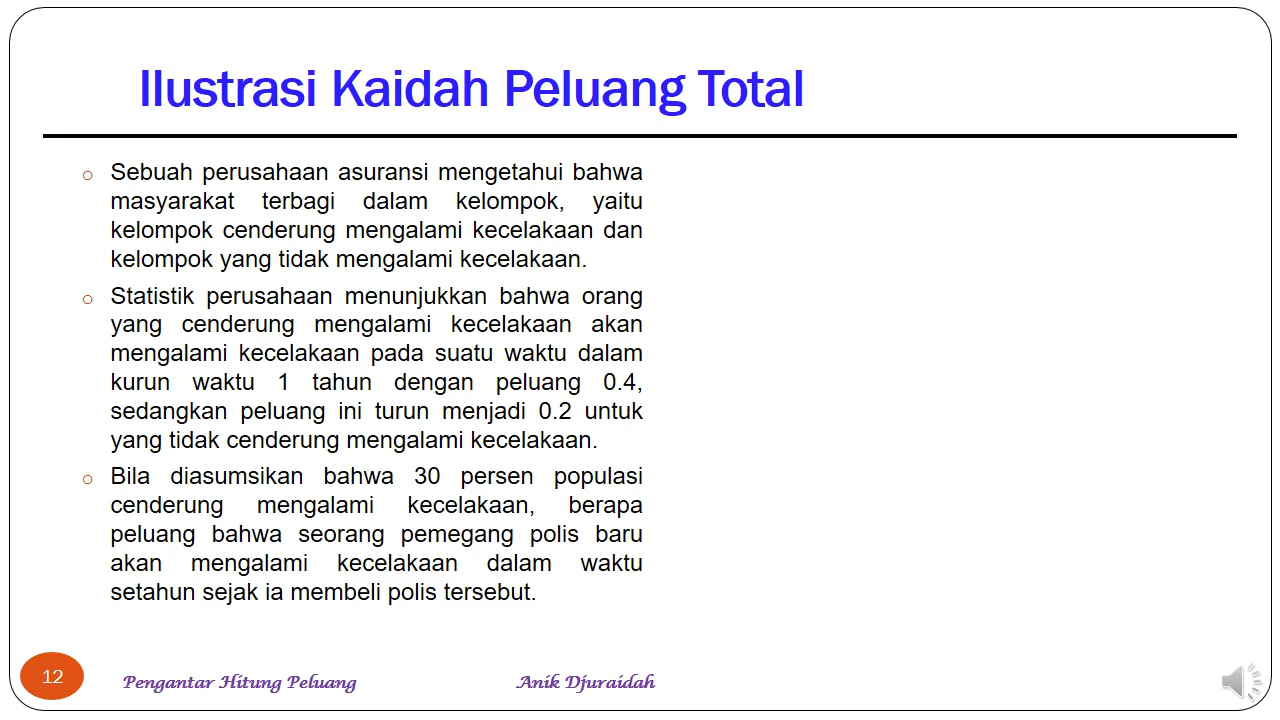 Ilustrasi Kaidah Peluang Total
Sebuah perusahaan asuransi mengetahui bahwa
masyarakat terbagi dalam kelompok, yaitu
kelompok cenderung mengalami kecelakaan dan
kelompok yang tidak mengalami kecelakaan.
Statistik perusahaan menunjukkan bahwa orang
yang cenderung mengalami kecelakaan akan
mengalami kecelakaan pada suatu waktu dalam
kurun waktu 1 tahun dengan peluang 0.4,
sedangkan peluang ini turun menjadi 0.2 untuk
yang tidak cenderung mengalami kecelakaan.
Bila diasumsikan bahwa 30 persen populasi
cenderung mengalami kecelakaan, berapa
peluang bahwa seorang pemegang polis baru
akan mengalami kecelakaan dalam waktu
setahun sejak ia membeli polis tersebut.
12 Pengantar Hitung Peluang Anik Djuraidah